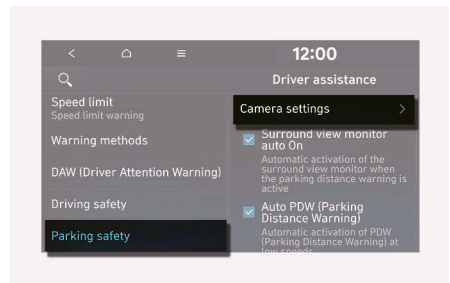 12:00
Driver assistance
Speed limit
Speed limit warning
Warning methods
DAW (Driver Attention Warning)
Driving safety
Parking safety
Camera settings
Surround view monitor
auto On
Automatic activation of the
surround view monitor when
the parking distance warning is
active
Auto PDW (Parking
Distance Warning)
Automatic activation of PDW
(Parking Distance Warning) at
low speeds